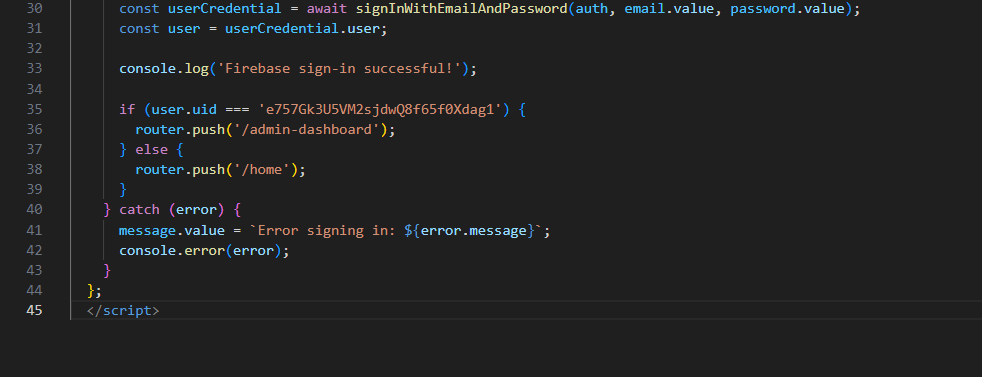 30 const userCredential = await signInWithEmailAndPassword(auth, email.value, password.value);
31 const user = userCredential.user;
32
33 console.log('Firebase sign-in successful!');
34
35 if (user.uid === 'e757Gk3U5VM2sjdwQ8f65f0Xdag1') {
36 router.push('/admin-dashboard');
37 } else {
38 router.push('/home');
39 }
40 } catch (error) {
41 message.value = `Error signing in: ${error.message}`;
42 console.error(error);
43 }
44 };
45 </script>